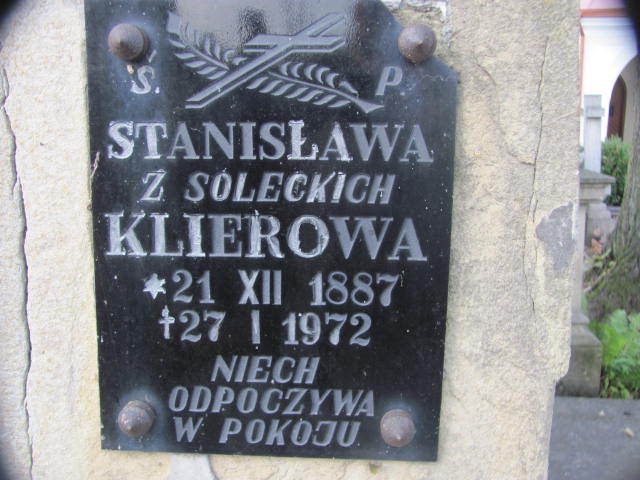 Ś. P
STANISŁAWA
Z SOLECKICH
KLIEROWA
* 21 XII 1887
† 27 I 1972
NIECH
ODPOCZYWA
W POKOJU